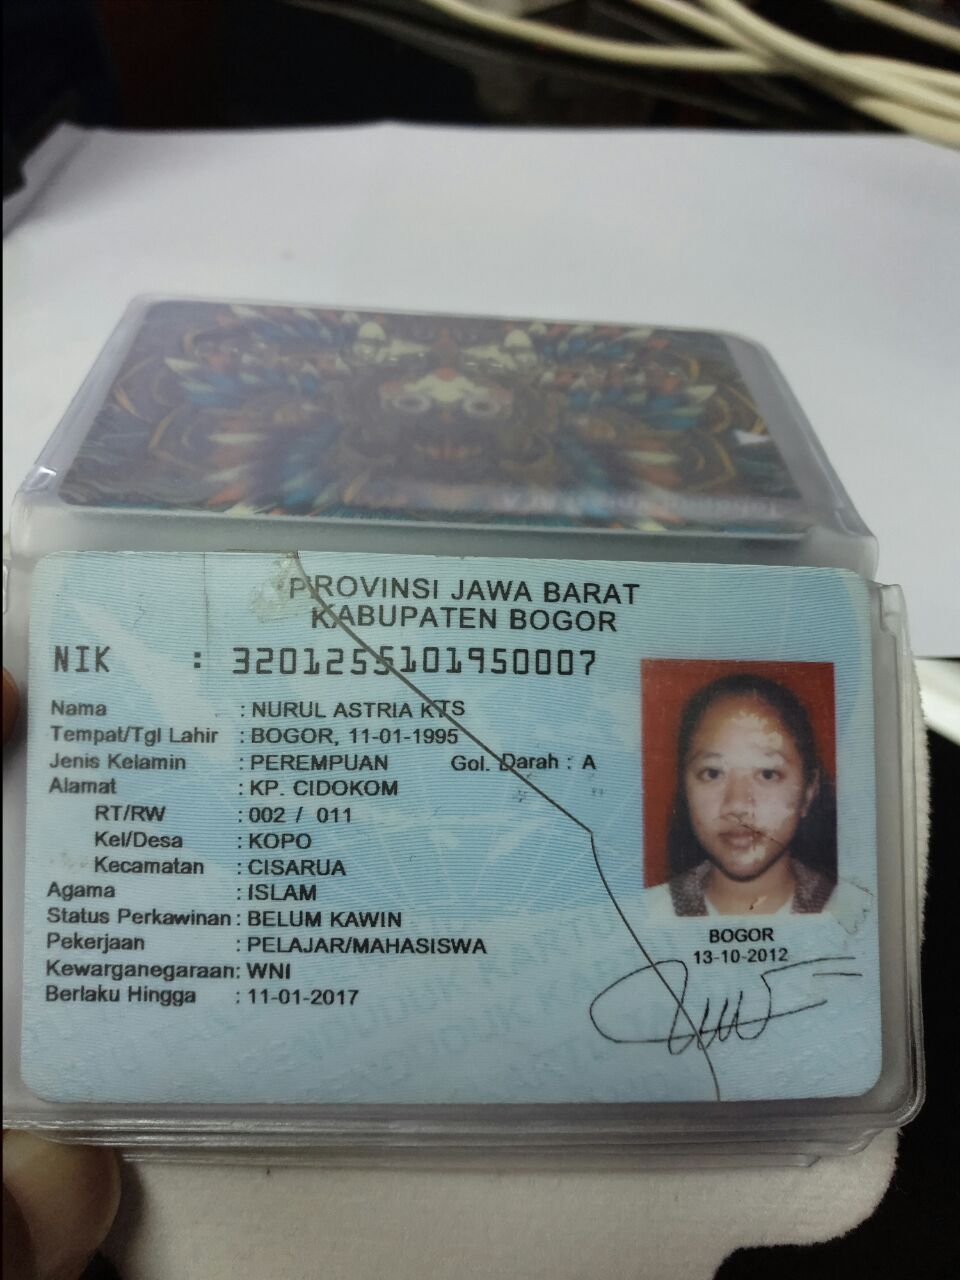 PROVINSI JAWA BARAT
KABUPATEN BOGOR
NIK : 3201255101950007
Nama : NURUL ASTRIA KTS
Tempat/Tgl Lahir : BOGOR, 11-01-1995
Jenis Kelamin : PEREMPUAN Gol. Darah : A
Alamat : KP. CIDOKOM
RT/RW : 002 / 011
Kel/Desa : KOPO
Kecamatan : CISARUA
Agama : ISLAM
Status Perkawinan : BELUM KAWIN
Pekerjaan : PELAJAR/MAHASISWA
Kewarganegaraan: WNI
Berlaku Hingga : 11-01-2017
BOGOR
13-10-2012